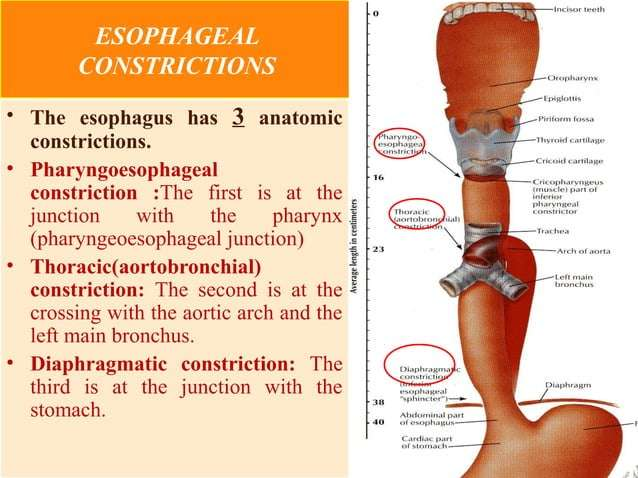 ESOPHAGEAL
CONSTRICTIONS
• The esophagus has 3 anatomic
constrictions.
• Pharyngoesophageal
constriction :The first is at the
junction with the pharynx
(pharyngeoesophageal junction)
• Thoracic(aortobronchial)
constriction: The second is at the
crossing with the aortic arch and the
left main bronchus.
• Diaphragmatic constriction: The
third is at the junction with the
stomach.
Average length in centimeters
0
16
23
38
40
Pharyngo-
esophageal
constriction
Thoracic
(aortobronchial)
constriction
Diaphragmatic
constriction
(inferior
esophageal
"sphincter")
Abdominal part
of esophagus
Cardiac part
of stomach
Incisor teeth
Oropharynx
Epiglottis
Piriform fossa
Thyroid cartilage
Cricoid cartilage
Cricopharyngeus
(muscle) part of
inferior
pharyngeal
constrictor
Trachea
Arch of aorta
Left main
bronchus
Diaphragm